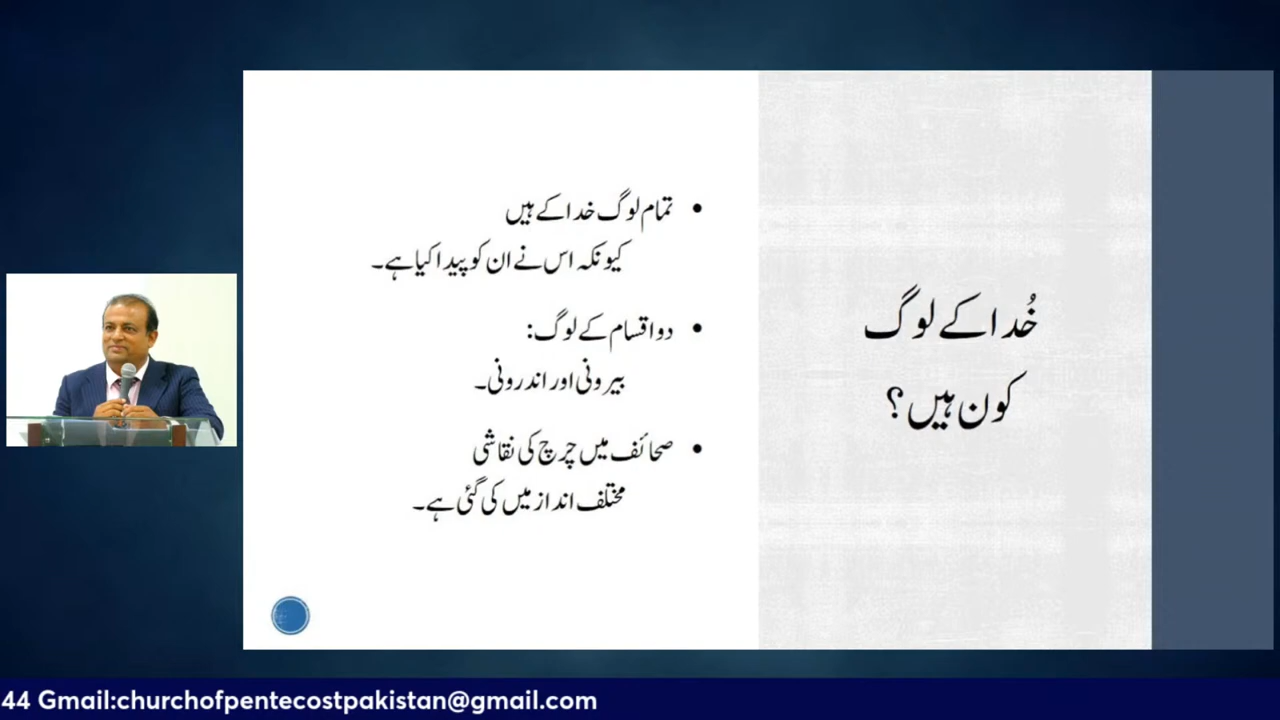 خُدا کے لوگ
کون ہیں؟
تمام لوگ خدا کے ہیں
کیونکہ اس نے ان کو پیدا کیا ہے۔
دو اقسام کے لوگ:
بیرونی اور اندرونی۔
صحائف میں چرچ کی نقاشی
مختلف انداز میں کی گئی ہے۔
44 Gmail:churchofpentecostpakistan@gmail.com